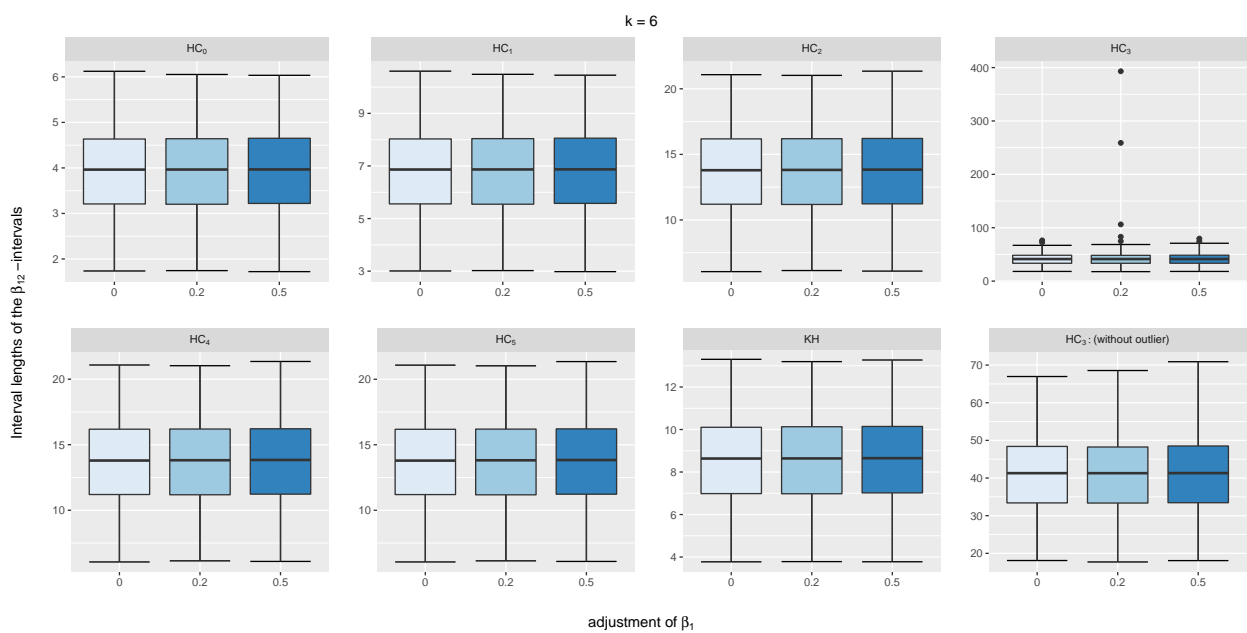 k = 6
HC₀ HC₁ HC₂ HC₃
6 5 4 3 2
9 7 5 3
20 15 10
400 300 200 100 0
0 0.2 0.5 0 0.2 0.5 0 0.2 0.5 0 0.2 0.5
Interval lengths of the β₁₂−intervals
HC₄ HC₅ KH HC₃: (without outlier)
20 15 10
20 15 10
12 10 8 6 4
70 60 50 40 30 20
0 0.2 0.5 0 0.2 0.5 0 0.2 0.5 0 0.2 0.5
adjustment of β₁